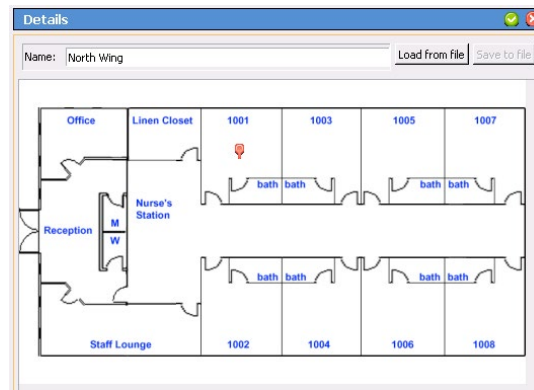 Details
Name: North Wing Load from file Save to file
Office Linen Closet 1001 1003 1005 1007
bath bath bath bath
Nurse's
Station
M
Reception
W
bath bath bath bath
Staff Lounge 1002 1004 1006 1008